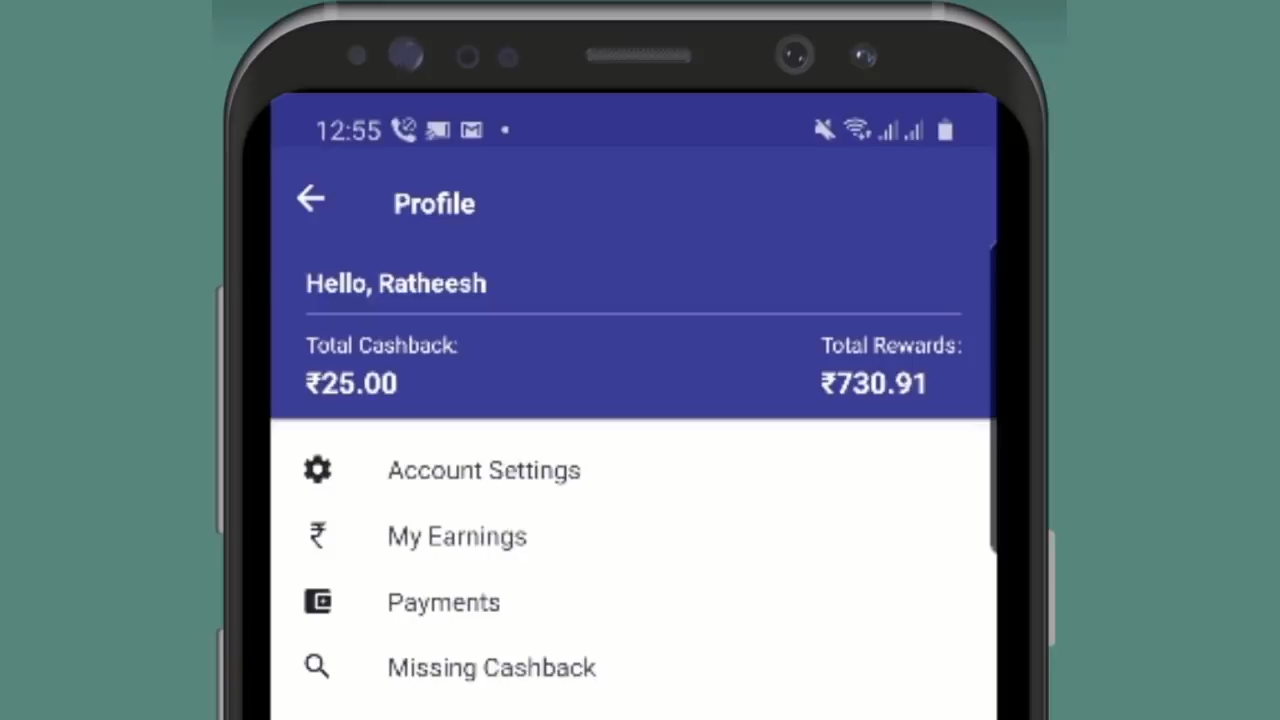 12:55
Profile
Hello, Ratheesh
Total Cashback: Total Rewards:
₹25.00 ₹730.91
Account Settings
My Earnings
Payments
Missing Cashback